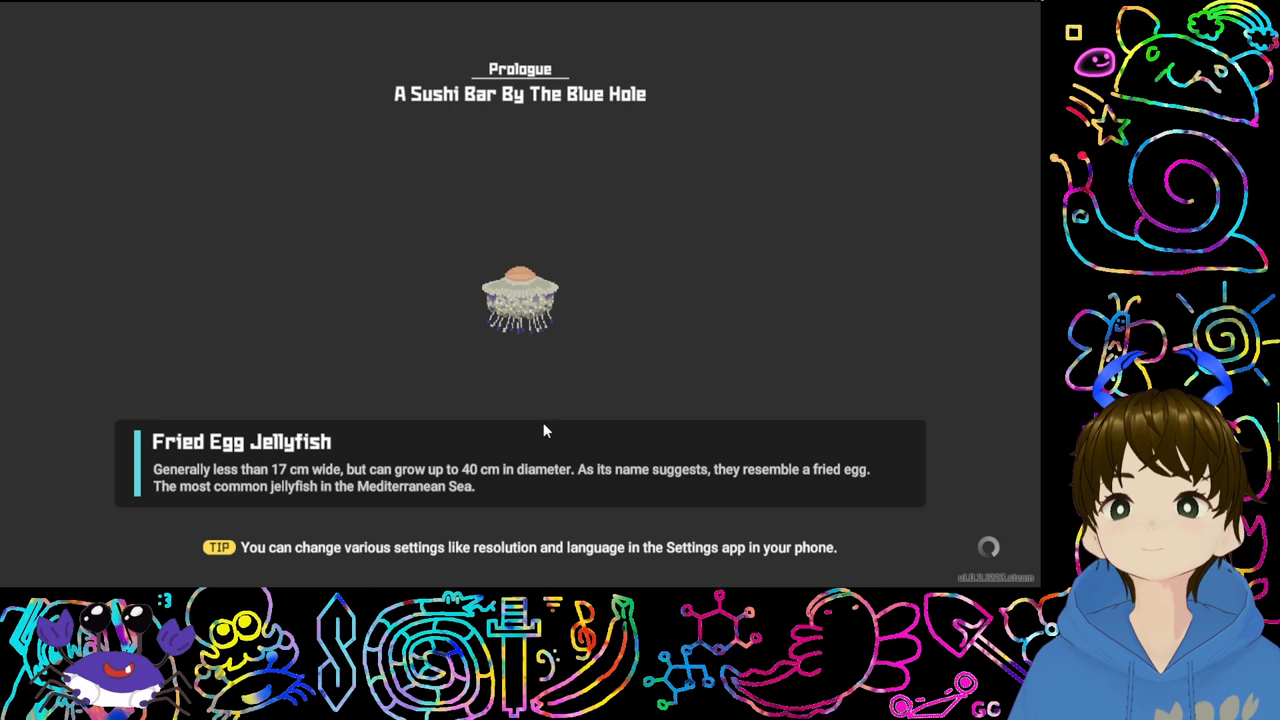 Prologue
A Sushi Bar By The Blue Hole
Fried Egg Jellyfish
Generally less than 17 cm wide, but can grow up to 40 cm in diameter. As its name suggests, they resemble a fried egg.
The most common jellyfish in the Mediterranean Sea.
TIP You can change various settings like resolution and language in the Settings app in your phone.
:3
GC